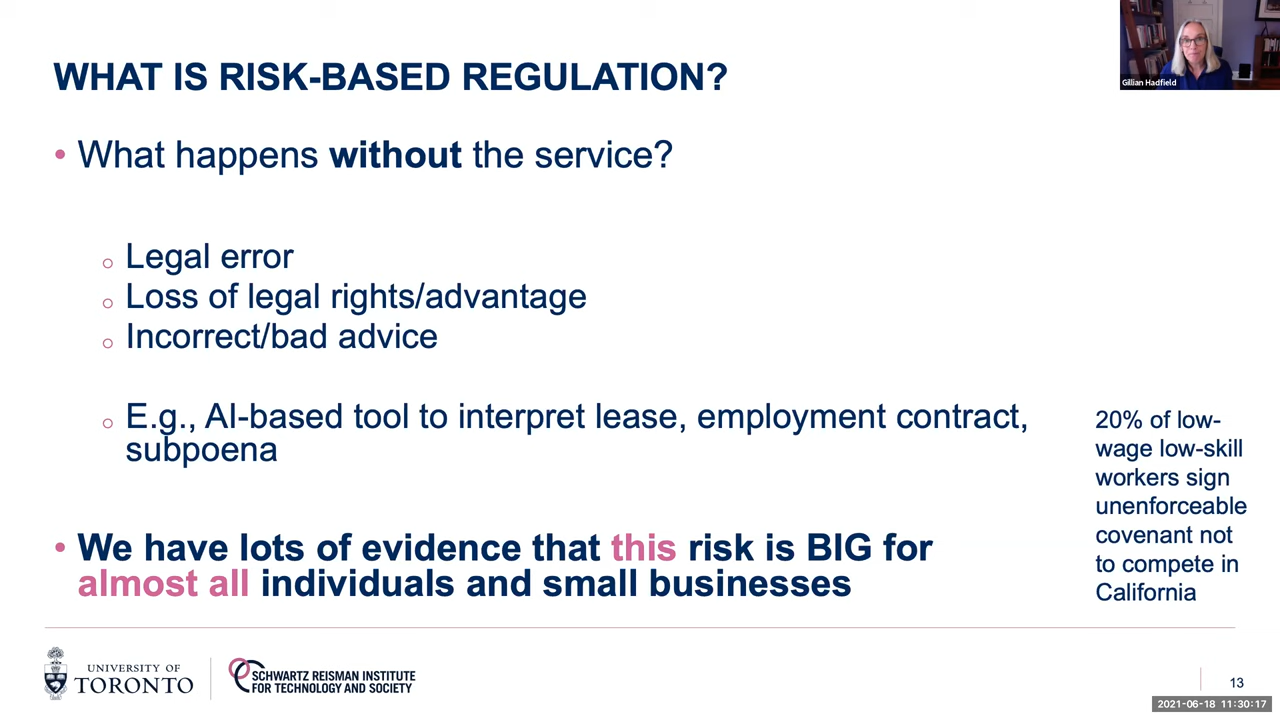 Gillian Hadfield
WHAT IS RISK-BASED REGULATION?
• What happens without the service?
o Legal error
o Loss of legal rights/advantage
o Incorrect/bad advice
o E.g., AI-based tool to interpret lease, employment contract,
subpoena
20% of low-
wage low-skill
workers sign
unenforceable
covenant not
to compete in
California
• We have lots of evidence that this risk is BIG for
almost all individuals and small businesses
UNIVERSITY OF
TORONTO
SCHWARTZ REISMAN INSTITUTE
FOR TECHNOLOGY AND SOCIETY
13
2021-06-18 11:30:17